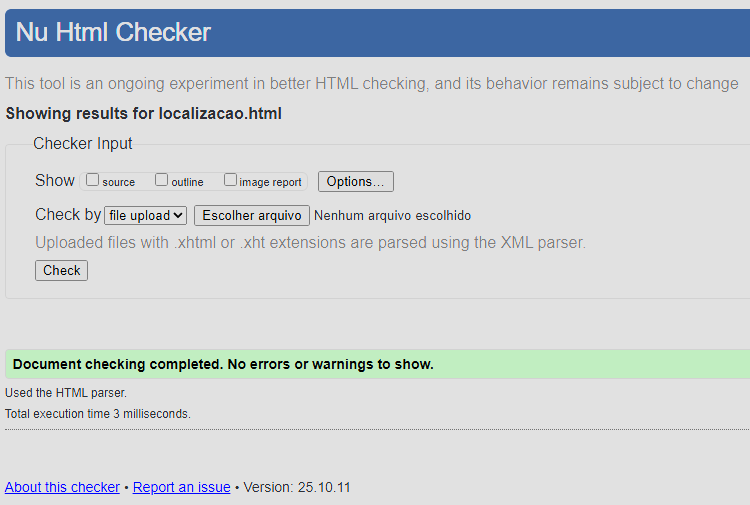 Nu Html Checker
This tool is an ongoing experiment in better HTML checking, and its behavior remains subject to change
Showing results for localizacao.html
Checker Input
Show source outline image report Options...
Check by file upload Escolher arquivo Nenhum arquivo escolhido
Uploaded files with .xhtml or .xht extensions are parsed using the XML parser.
Check
Document checking completed. No errors or warnings to show.
Used the HTML parser.
Total execution time 3 milliseconds.
About this checker • Report an issue • Version: 25.10.11